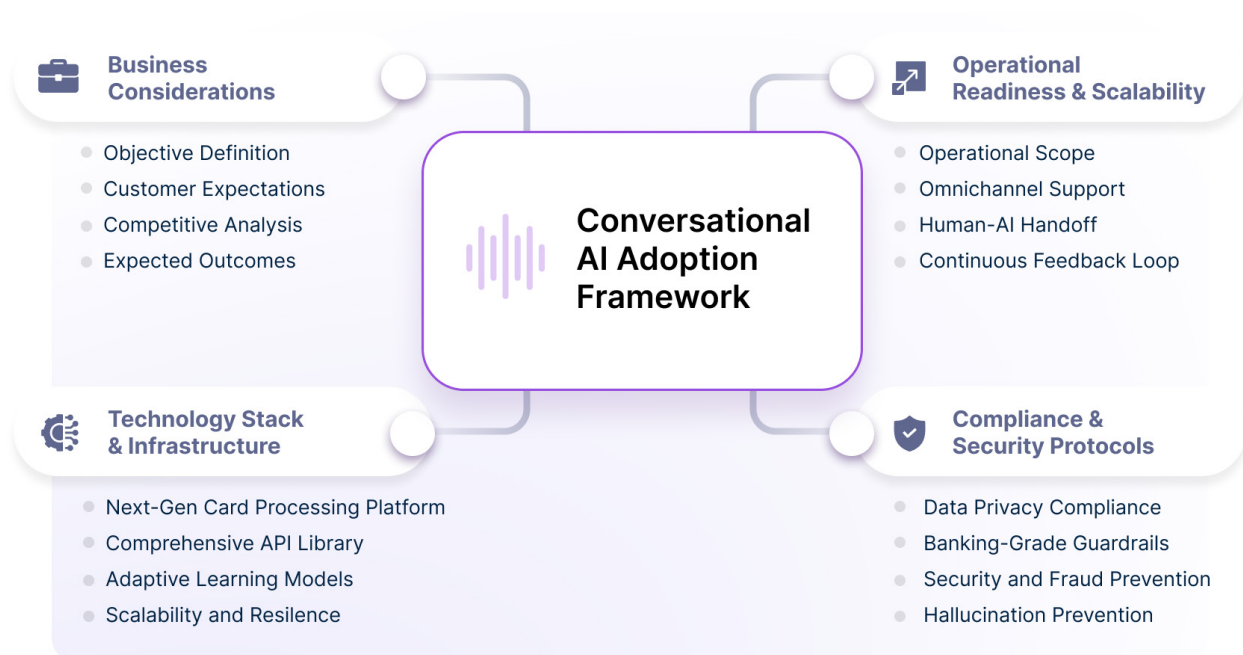 Business
Considerations
Objective Definition
Customer Expectations
Competitive Analysis
Expected Outcomes
Conversational
AI Adoption
Framework
Operational
Readiness & Scalability
Operational Scope
Omnichannel Support
Human-AI Handoff
Continuous Feedback Loop
Technology Stack
& Infrastructure
Next-Gen Card Processing Platform
Comprehensive API Library
Adaptive Learning Models
Scalability and Resilence
Compliance &
Security Protocols
Data Privacy Compliance
Banking-Grade Guardrails
Security and Fraud Prevention
Hallucination Prevention